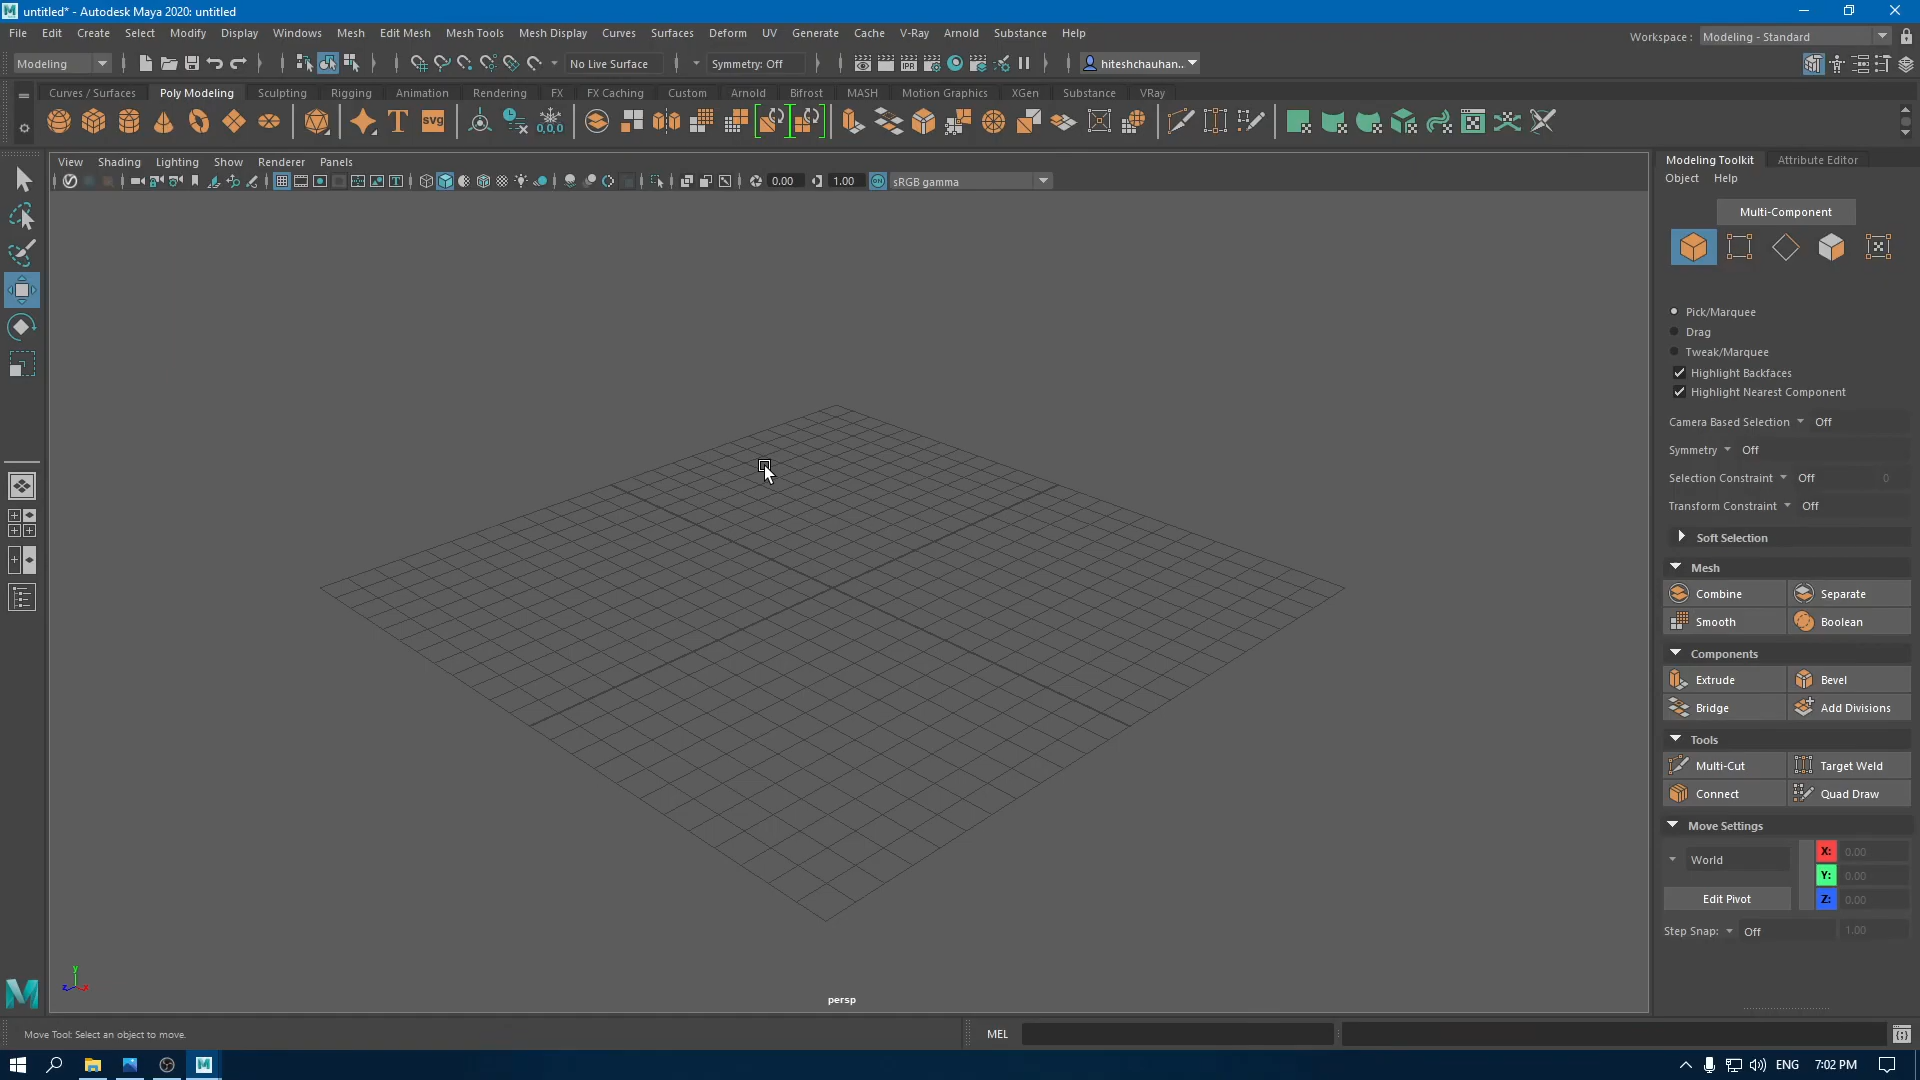 untitled* - Autodesk Maya 2020: untitled
File Edit Create Select Modify Display Windows Mesh Edit Mesh Mesh Tools Mesh Display Curves Surfaces Deform UV Generate Cache V-Ray Arnold Substance Help
Workspace : Modeling - Standard
Modeling No Live Surface Symmetry: Off hiteshchauhan...
IPR
Curves / Surfaces Poly Modeling Sculpting Rigging Animation Rendering FX FX Caching Custom Arnold Bifrost MASH Motion Graphics XGen Substance VRay
T svg 0,0,0
View Shading Lighting Show Renderer Panels
0.00 1.00 ON sRGB gamma
Modeling Toolkit Attribute Editor
Object Help
Multi-Component
Pick/Marquee
Drag
Tweak/Marquee
Highlight Backfaces
Highlight Nearest Component
Camera Based Selection Off
Symmetry Off
Selection Constraint Off 0
Transform Constraint Off
Soft Selection
Mesh
Combine Separate
Smooth Boolean
Components
Extrude Bevel
Bridge Add Divisions
Tools
Multi-Cut Target Weld
Connect Quad Draw
Move Settings
World
X: 0.00
Y: 0.00
Edit Pivot Z: 0.00
Step Snap: Off 1.00
y
z x
persp
M
Move Tool: Select an object to move.
MEL
ENG 7:02 PM